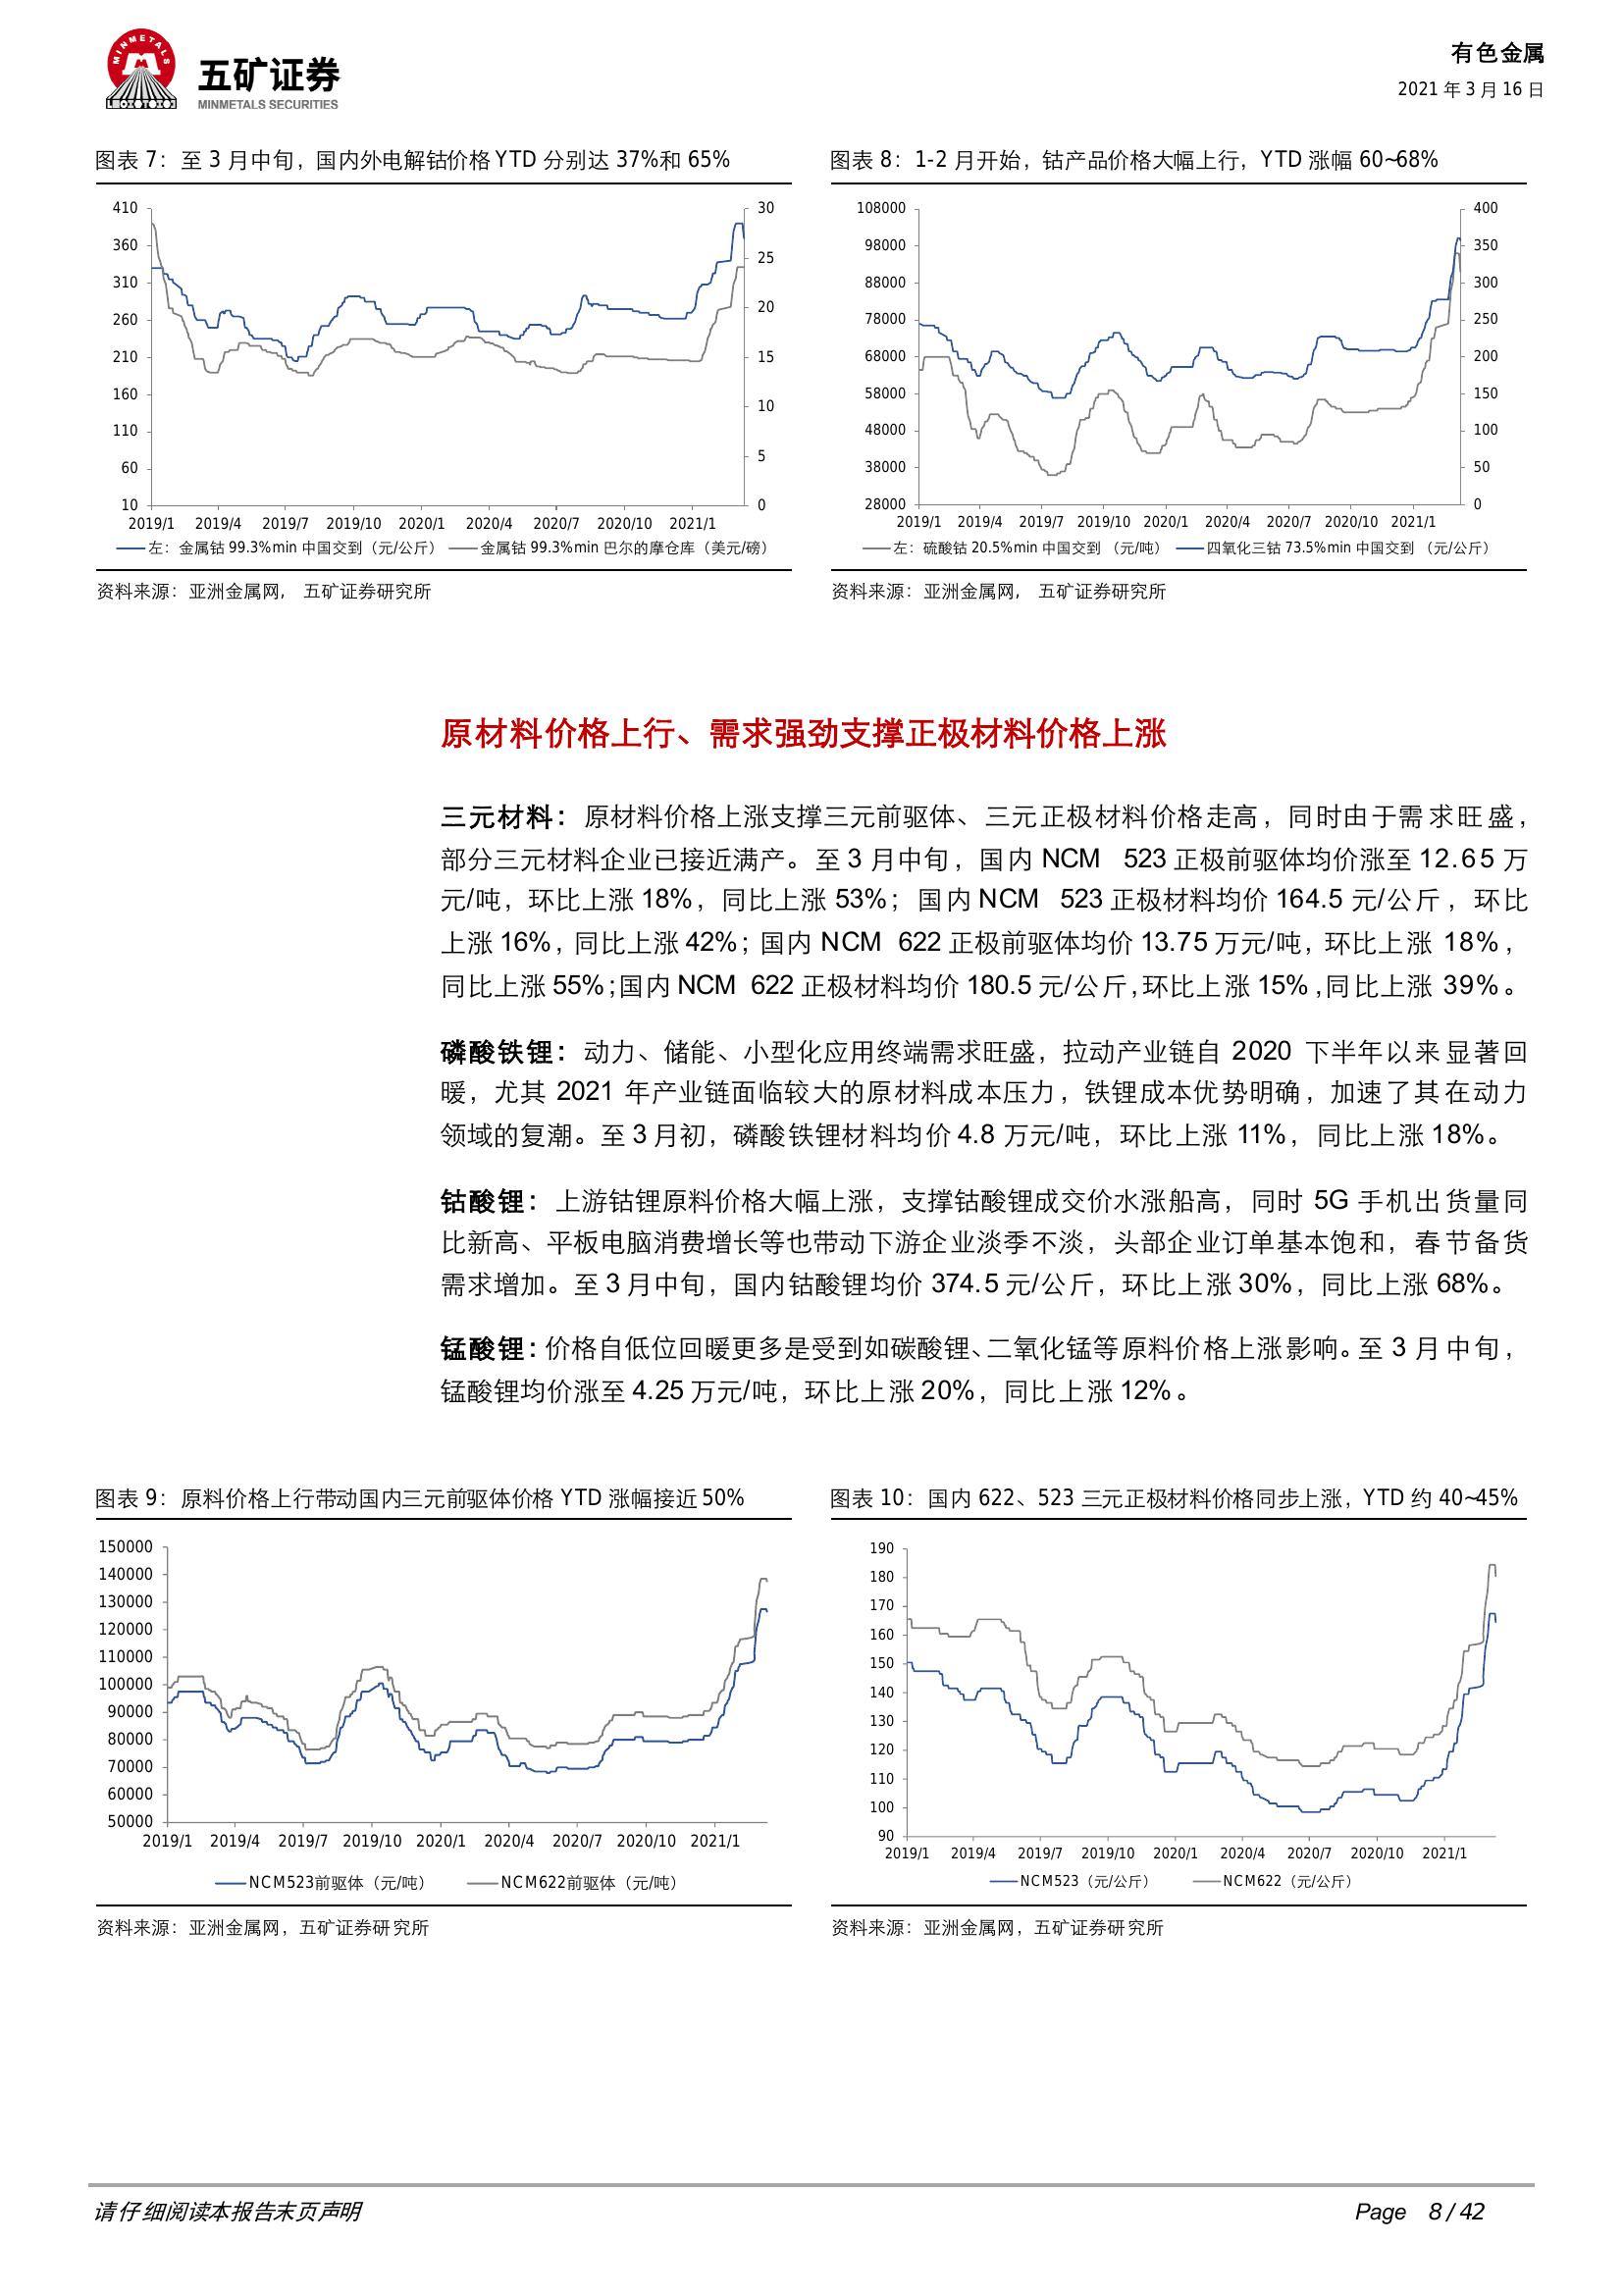 MINMETALS
五矿证券
MINMETALS SECURITIES
有色金属
2021 年 3 月 16 日
图表 7：至 3 月中旬，国内外电解钴价格 YTD 分别达 37%和 65%
410
360
310
260
210
160
110
60
10
30
25
20
15
10
5
0
2019/1 2019/4 2019/7 2019/10 2020/1 2020/4 2020/7 2020/10 2021/1
左：金属钴 99.3%min 中国交到（元/公斤） 金属钴 99.3%min 巴尔的摩仓库（美元/磅）
资料来源：亚洲金属网， 五矿证券研究所
图表 8：1-2 月开始，钴产品价格大幅上行，YTD 涨幅 60~68%
108000
98000
88000
78000
68000
58000
48000
38000
28000
400
350
300
250
200
150
100
50
0
2019/1 2019/4 2019/7 2019/10 2020/1 2020/4 2020/7 2020/10 2021/1
左：硫酸钴 20.5%min 中国交到 （元/吨） 四氧化三钴 73.5%min 中国交到 （元/公斤）
资料来源：亚洲金属网， 五矿证券研究所
原材料价格上行、需求强劲支撑正极材料价格上涨
三元材料：原材料价格上涨支撑三元前驱体、三元正极材料价格走高，同时由于需求旺盛，
部分三元材料企业已接近满产。至 3 月中旬，国内 NCM 523 正极前驱体均价涨至 12.65 万
元/吨，环比上涨 18%，同比上涨 53%；国内 NCM 523 正极材料均价 164.5 元/公斤，环比
上涨 16%，同比上涨 42%；国内 NCM 622 正极前驱体均价 13.75 万元/吨，环比上涨 18%，
同比上涨 55%；国内 NCM 622 正极材料均价 180.5 元/公斤，环比上涨 15%，同比上涨 39%。
磷酸铁锂：动力、储能、小型化应用终端需求旺盛，拉动产业链自 2020 下半年以来显著回
暖，尤其 2021 年产业链面临较大的原材料成本压力，铁锂成本优势明确，加速了其在动力
领域的复潮。至 3 月初，磷酸铁锂材料均价 4.8 万元/吨，环比上涨 11%，同比上涨 18%。
钴酸锂：上游钴锂原料价格大幅上涨，支撑钴酸锂成交价水涨船高，同时 5G 手机出货量同
比新高、平板电脑消费增长等也带动下游企业淡季不淡，头部企业订单基本饱和，春节备货
需求增加。至 3 月中旬，国内钴酸锂均价 374.5 元/公斤，环比上涨 30%，同比上涨 68%。
锰酸锂：价格自低位回暖更多是受到如碳酸锂、二氧化锰等原料价格上涨影响。至 3 月中旬，
锰酸锂均价涨至 4.25 万元/吨，环比上涨 20%，同比上涨 12%。
图表 9：原料价格上行带动国内三元前驱体价格 YTD 涨幅接近 50%
150000
140000
130000
120000
110000
100000
90000
80000
70000
60000
50000
2019/1 2019/4 2019/7 2019/10 2020/1 2020/4 2020/7 2020/10 2021/1
NCM523前驱体（元/吨） NCM622前驱体（元/吨）
资料来源：亚洲金属网，五矿证券研究所
图表 10：国内 622、523 三元正极材料价格同步上涨，YTD 约 40~45%
190
180
170
160
150
140
130
120
110
100
90
2019/1 2019/4 2019/7 2019/10 2020/1 2020/4 2020/7 2020/10 2021/1
NCM523（元/公斤） NCM622（元/公斤）
资料来源：亚洲金属网，五矿证券研究所
请仔细阅读本报告末页声明
Page 8 / 42